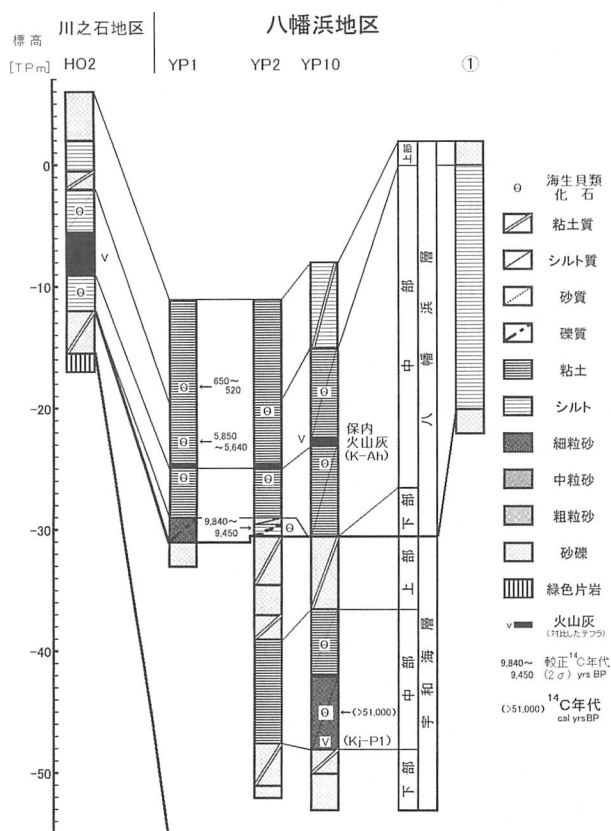 川之石地区
八幡浜地区
標高
[TPm]
HO2
YP1
YP2
YP10
①
0
-10
-20
-30
-40
-50
θ
θ
v
θ
θ
θ
θ
θ
θ
θ
θ
θ
θ
v
v
650～
520
5,850
～5,640
9,840～
9,450
保内
火山灰
(K-Ah)
(>51,000)
(Kj-P1)
上部
中部
下部
八幡浜層
上部
中部
下部
宇和海層
θ 海生貝類
化石
粘土質
シルト質
砂質
礫質
粘土
シルト
細粒砂
中粒砂
粗粒砂
砂礫
緑色片岩
v 火山灰
(対比したテフラ)
9,840～ 較正¹⁴C年代
9,450 (2σ) yrs BP
(>51,000) ¹⁴C年代
cal yrsBP